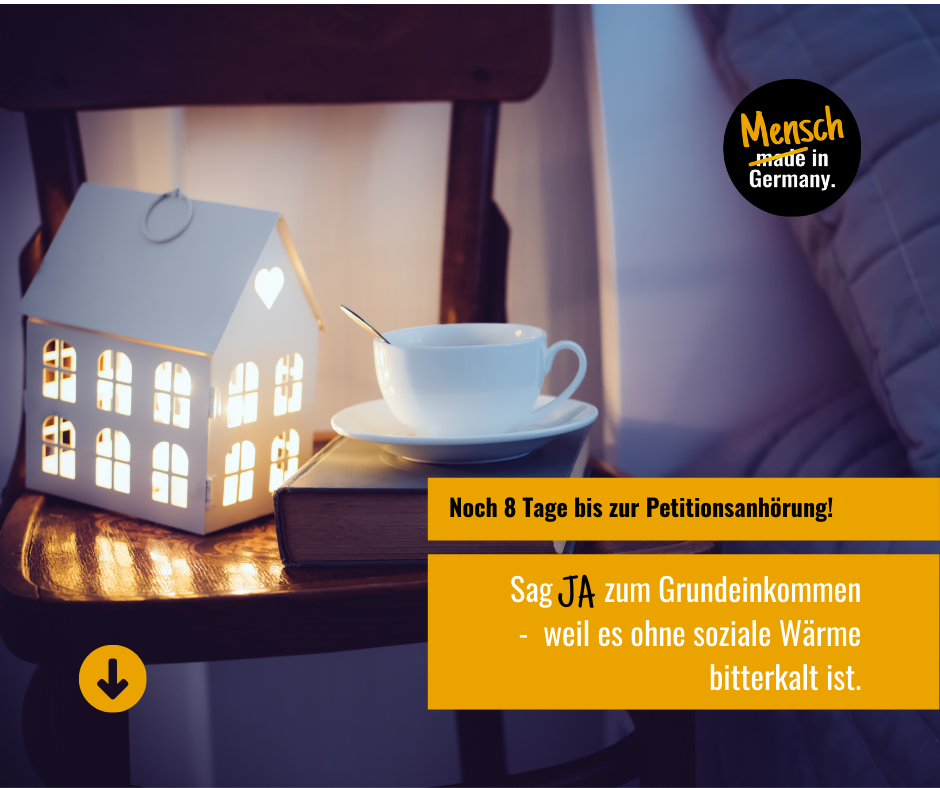 Mensch
made in
Germany.
Noch 8 Tage bis zur Petitionsanhörung!
Sag JA zum Grundeinkommen
- weil es ohne soziale Wärme
bitterkalt ist.